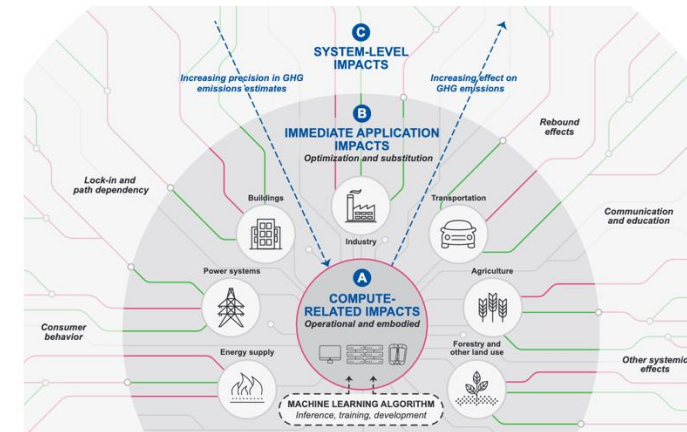 C
SYSTEM-LEVEL
IMPACTS
Increasing precision in GHG
emissions estimates
Increasing effect on
GHG emissions
B
IMMEDIATE APPLICATION
IMPACTS
Optimization and substitution
Rebound
effects
Lock-in and
path dependency
Buildings
Industry
Transportation
Communication
and education
A
COMPUTE-
RELATED IMPACTS
Operational and embodied
Power systems
Agriculture
Consumer
behavior
Energy supply
Forestry and
other land use
Other systemic
effects
MACHINE LEARNING ALGORITHM
Inference, training, development